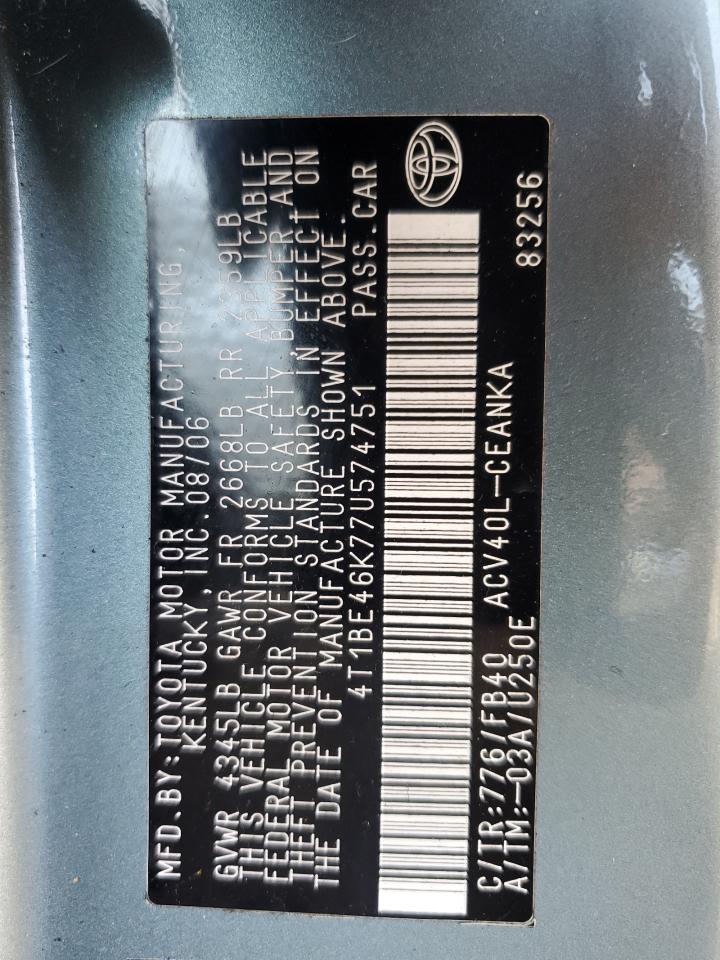 MFD.BY:TOYOTA MOTOR MANUFACTURING,
KENTUCKY, INC.08/06
GVWR 4345LB GAWR FR 2668LB RR 2359LB
THIS VEHICLE CONFORMS TO ALL APPLICABLE
FEDERAL MOTOR VEHICLE SAFETY, BUMPER,AND
THEFT PREVENTION STANDARDS IN EFFECT ON
THE DATE OF MANUFACTURE SHOWN ABOVE.
4T1BE46K77U574751 PASS.CAR
C/TR:776/FB40 ACV40L-CEANKA 83256
A/TM:-03A/U250E